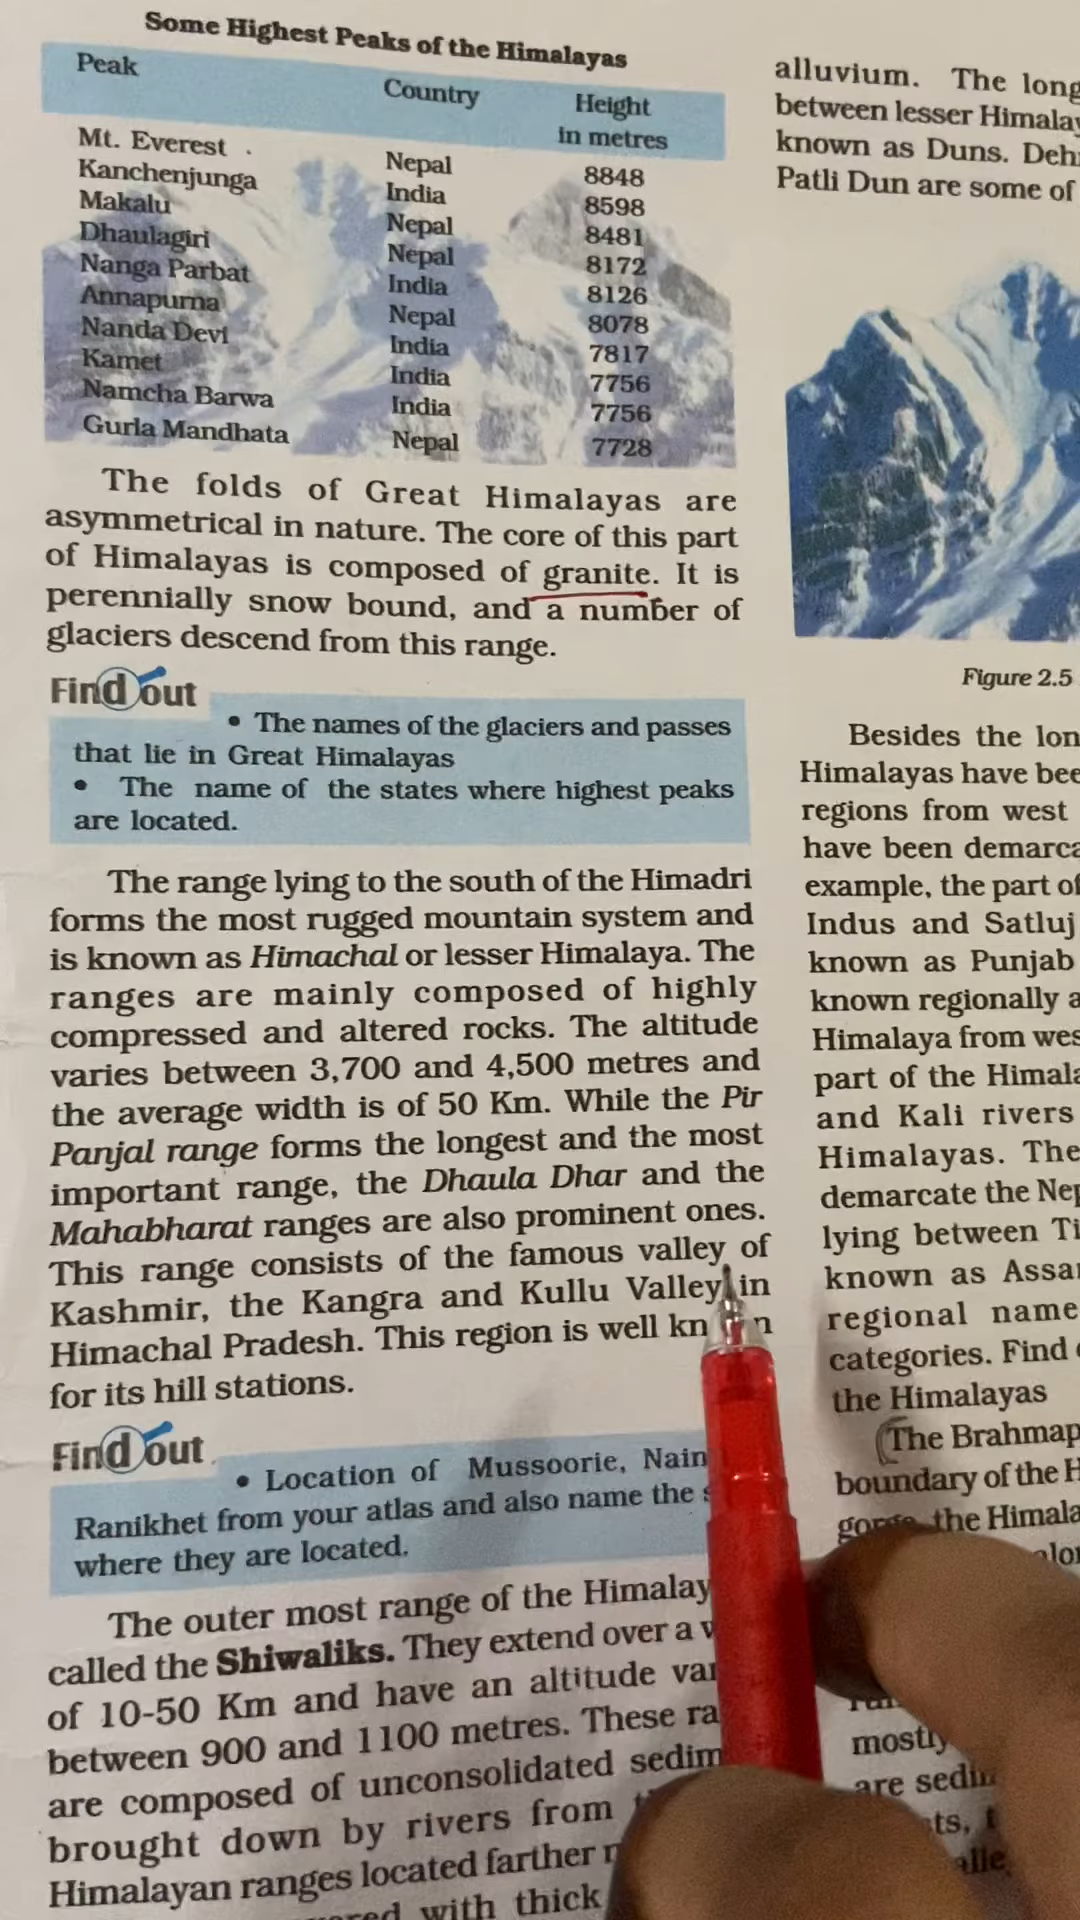 Some Highest Peaks of the Himalayas
Peak Country Height in metres
Mt. Everest Nepal 8848
Kanchenjunga India 8598
Makalu Nepal 8481
Dhaulagiri Nepal 8172
Nanga Parbat India 8126
Annapurna Nepal 8078
Nanda Devi India 7817
Kamet India 7756
Namcha Barwa India 7756
Gurla Mandhata Nepal 7728
The folds of Great Himalayas are
asymmetrical in nature. The core of this part
of Himalayas is composed of granite. It is
perennially snow bound, and a number of
glaciers descend from this range.
Find out
• The names of the glaciers and passes
that lie in Great Himalayas
• The name of the states where highest peaks
are located.
The range lying to the south of the Himadri
forms the most rugged mountain system and
is known as Himachal or lesser Himalaya. The
ranges are mainly composed of highly
compressed and altered rocks. The altitude
varies between 3,700 and 4,500 metres and
the average width is of 50 Km. While the Pir
Panjal range forms the longest and the most
important range, the Dhaula Dhar and the
Mahabharat ranges are also prominent ones.
This range consists of the famous valley of
Kashmir, the Kangra and Kullu Valley in
Himachal Pradesh. This region is well
for its hill stations.
Find out
• Location of Mussoorie, Nain
Ranikhet from your atlas and also name the
where they are located.
The outer most range of the Himalay
called the Shiwaliks. They extend over a
of 10-50 Km and have an altitude
between 900 and 1100 metres. These
are composed of unconsolidated sedim
brought down by rivers from
Himalayan ranges located farther
with thick
alluvium. The long
between lesser Himalay
known as Duns. Deh
Patli Dun are some of
Figure 2.5
Besides the lon
Himalayas have bee
regions from west
have been demarca
example, the part of
Indus and Satluj
known as Punjab
known regionally a
Himalaya from wes
part of the Himala
and Kali rivers
Himalayas. The
demarcate the Nep
lying between Ti
known as Assa
regional name
categories. Find
the Himalayas
The Brahmap
boundary of the H
gorge, the Himala
mostly
are sedi